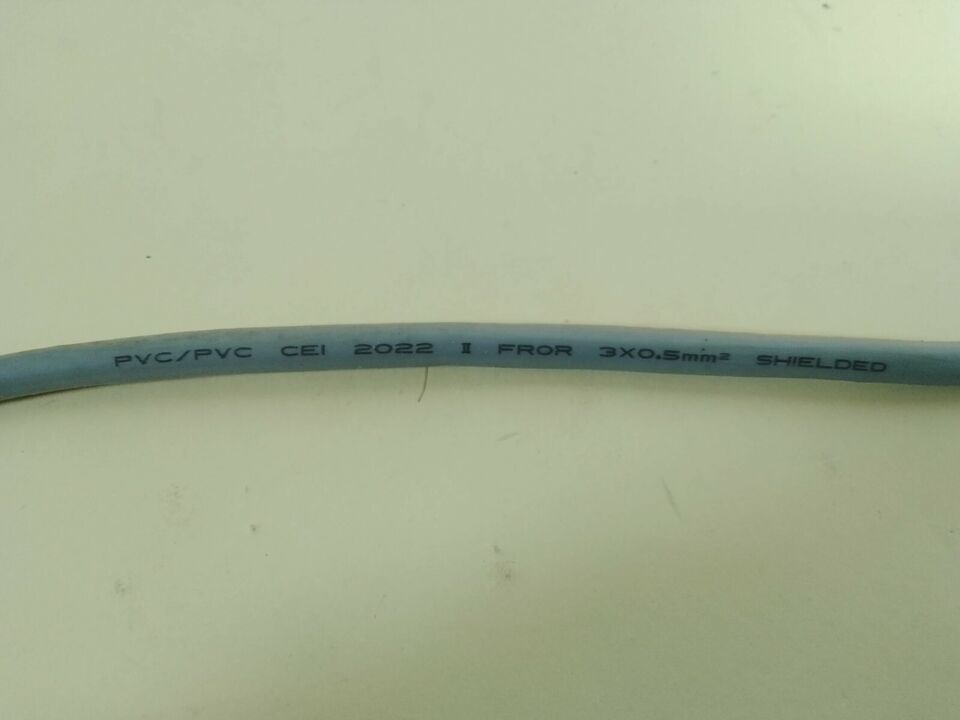 PVC/PVC CEI 2022 II FROR 3X0.5mm² SHIELDED